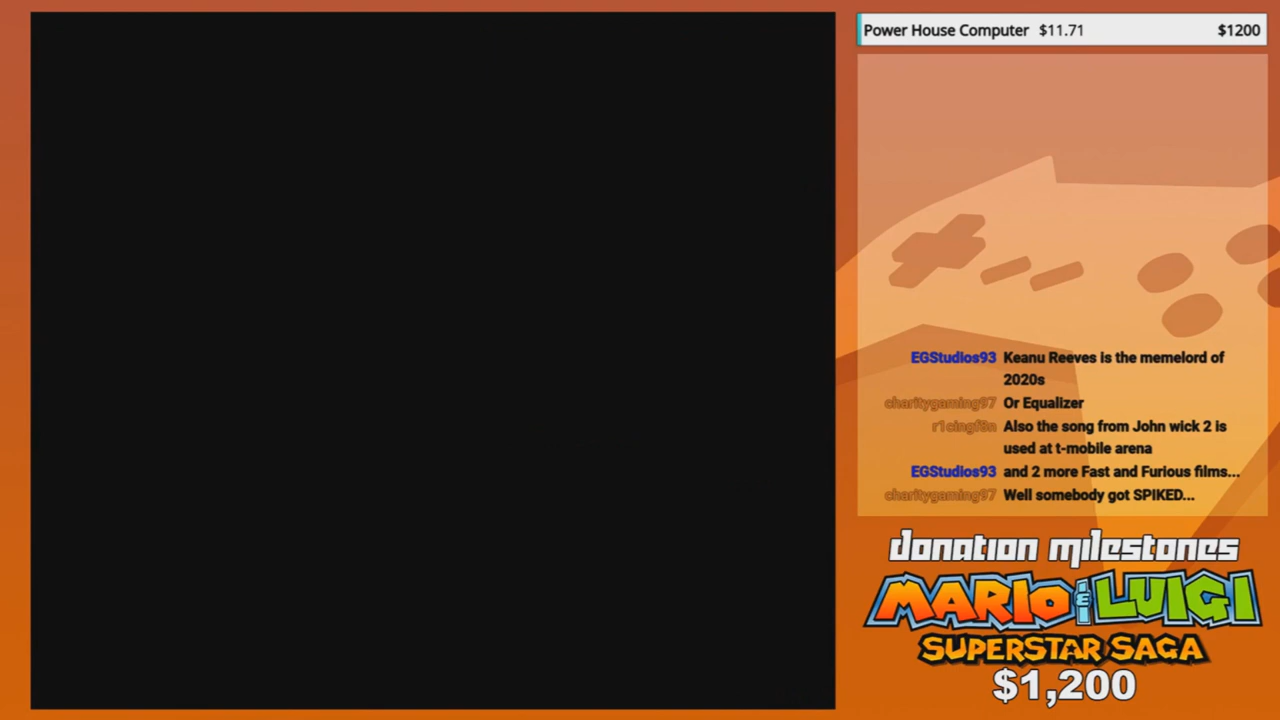 Power House Computer $11.71 $1200
EGStudios93 Keanu Reeves is the memelord of
2020s
charitygaming97 Or Equalizer
r1cingf8n Also the song from John wick 2 is
used at t-mobile arena
EGStudios93 and 2 more Fast and Furious films...
charitygaming97 Well somebody got SPIKED...
donation milestones
MARIO & LUIGI
SUPERSTAR SAGA
$1,200